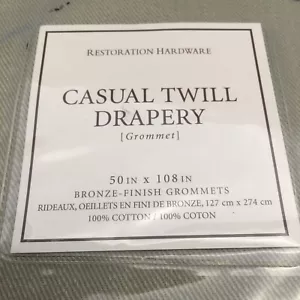 RESTORATION HARDWARE
CASUAL TWILL
DRAPERY
[Grommet]
50 IN X 108 IN
BRONZE-FINISH GROMMETS
RIDEAUX, OEILLETS EN FINI DE BRONZE, 127 cm x 274 cm
100% COTTON / 100% COTON